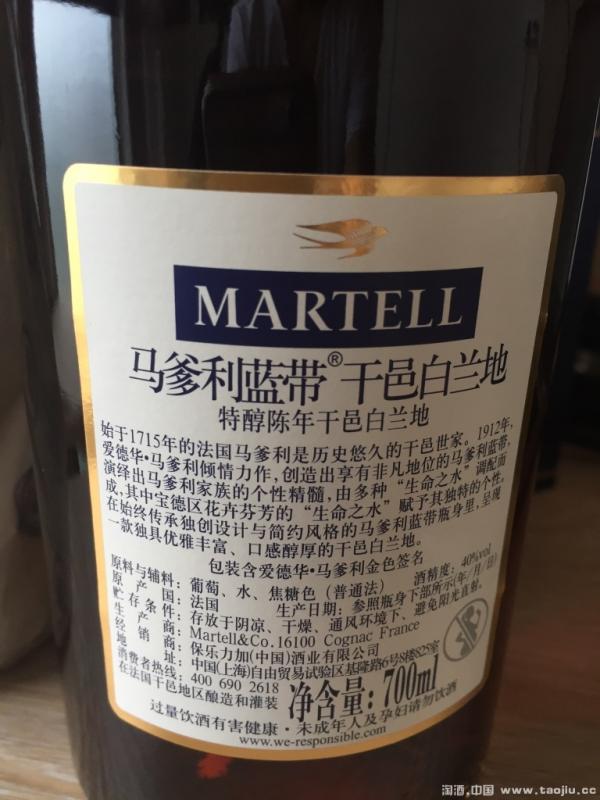 MARTELL
马爹利蓝带®干邑白兰地
特醇陈年干邑白兰地
始于1715年的法国马爹利是历史悠久的干邑世家。1912年,
爱德华•马爹利倾情力作,创造出享有非凡地位的马爹利蓝带,
演绎出马爹利家族的个性精髓,由多种“生命之水”调配而
成,其中宝德区花卉芬芳的“生命之水”赋予其独特的个性。
在始终传承独创设计与简约风格的马爹利蓝带瓶身里,呈现
一款独具优雅丰富、口感醇厚的干邑白兰地。
包装含爱德华•马爹利金色签名
原料与辅料:葡萄、水、焦糖色(普通法) 酒精度:40%vol
原产国:法国 生产日期:参照瓶身下部所示(年/月/日)
贮存条件:存放于阴凉、干燥、通风环境下、避免阳光直射。
生产商:Martell&Co.16100 Cognac France
经销商:保乐力加(中国)酒业有限公司
地址:中国(上海)自由贸易试验区基隆路6号8楼825室
消费者热线:400 690 2618
在法国干邑地区酿造和灌装 净含量:700ml
过量饮酒有害健康·未成年人及孕妇请勿饮酒
www.we-responsible.com
淘酒.中国 www.taojiu.cc